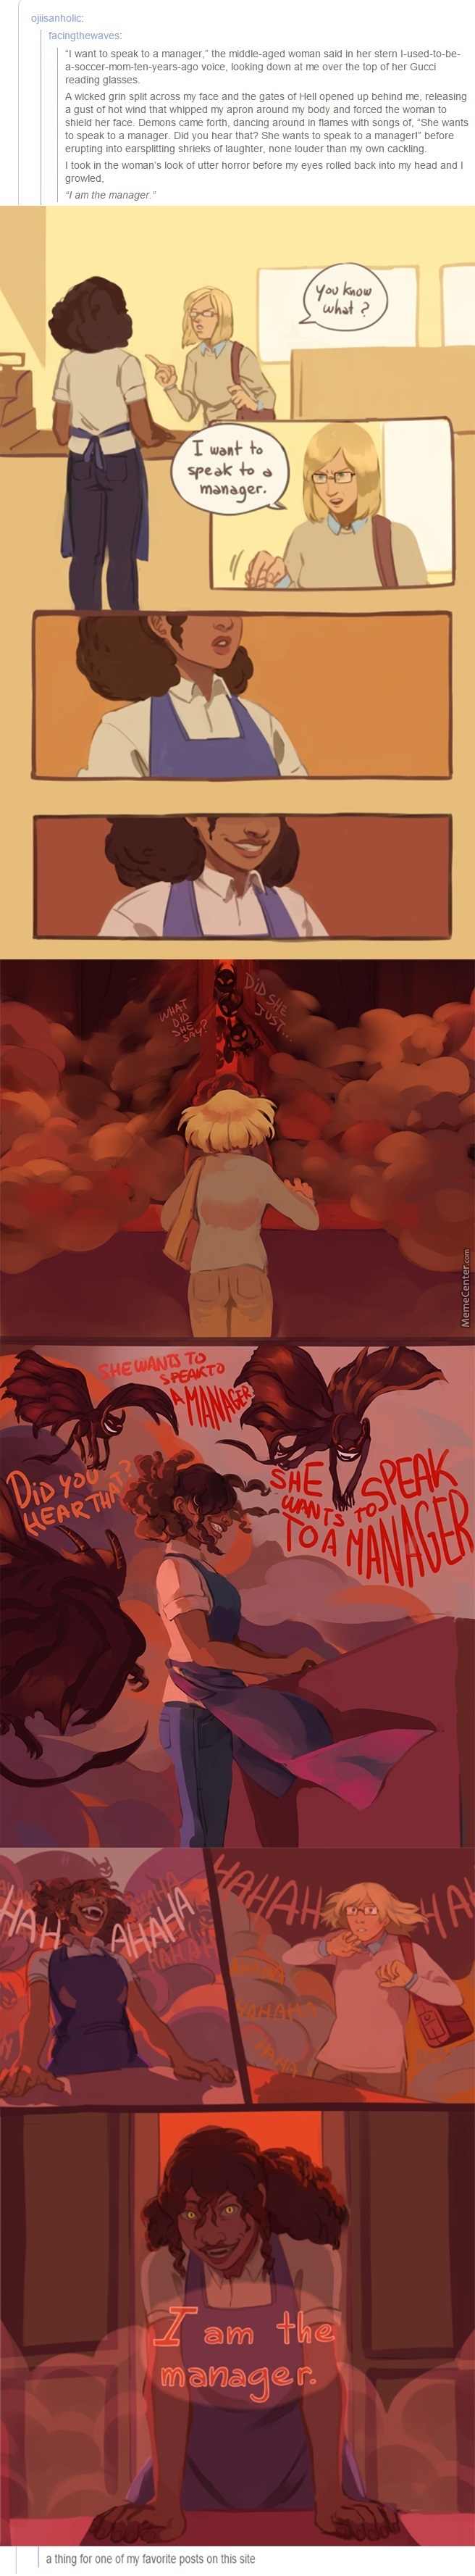 ojiisanholic:
facingthewaves:
"I want to speak to a manager," the middle-aged woman said in her stern I-used-to-be-
a-soccer-mom-ten-years-ago voice, looking down at me over the top of her Gucci
reading glasses.
A wicked grin split across my face and the gates of Hell opened up behind me, releasing
a gust of hot wind that whipped my apron around my body and forced the woman to
shield her face. Demons came forth, dancing around in flames with songs of, "She wants
to speak to a manager. Did you hear that? She wants to speak to a manager!" before
erupting into earsplitting shrieks of laughter, none louder than my own cackling.
I took in the woman's look of utter horror before my eyes rolled back into my head and I
growled,
"I am the manager."
You know
what?
I want to
speak to a
manager.
WHAT
DID
SHE
SAY?
DID SHE
JUST...
MemeCenter.com
SHE WANTS TO
SPEAK TO
A MANAGER
DID YOU
HEAR THAT?
SHE
WANTS TO SPEAK
TO A MANAGER
HAH AHAHA
HAHAHA
HAHAH
HAHAH HA
HAHAHA
HAHA
I am the
manager.
a thing for one of my favorite posts on this site